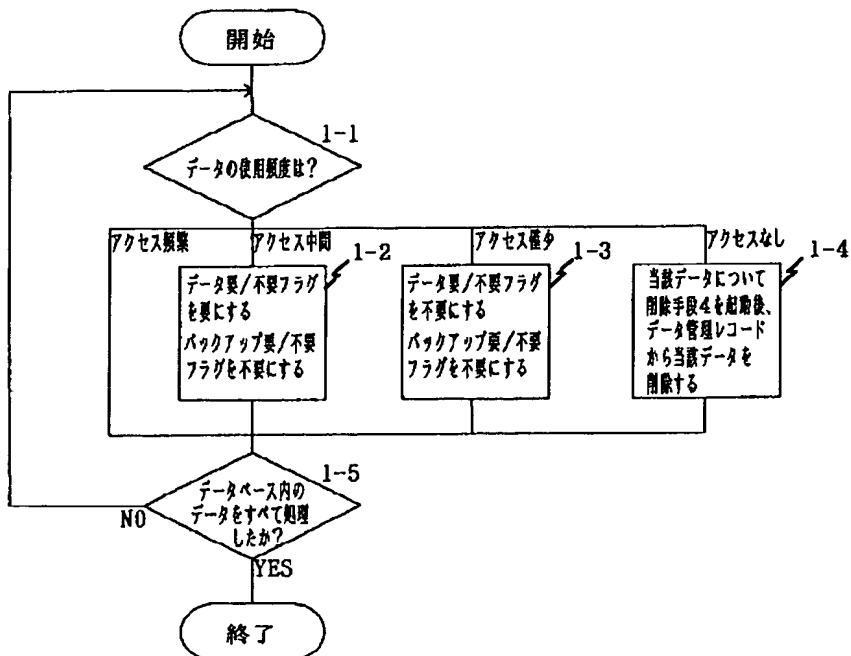 開始
1-1
データの使用頻度は?
アクセス頻繁
アクセス中間
アクセス僅少
アクセスなし
1-2
データ要/不要フラグ
を要にする
バックアップ要/不要
フラグを不要にする
1-3
データ要/不要フラグ
を不要にする
バックアップ要/不要
フラグを不要にする
1-4
当該データについて
削除手段4を起動後、
データ管理レコード
から当該データを
削除する
1-5
データベース内の
データをすべて処理
したか?
NO
YES
終了